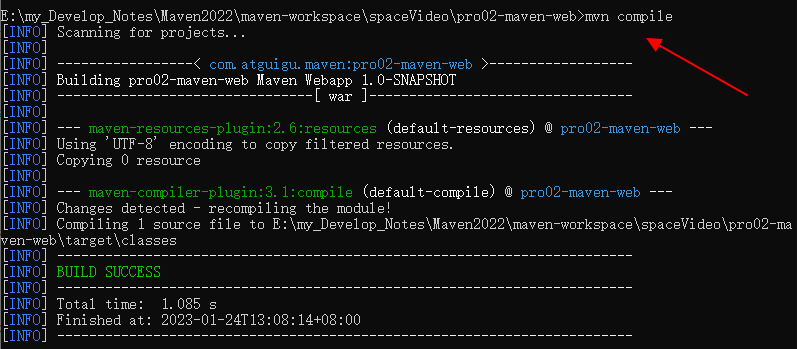 E:\my_Develop_Notes\Maven2022\maven-workspace\spaceVideo\pro02-maven-web>mvn compile
[INFO] Scanning for projects...
[INFO]
[INFO] -----------------< com.atguigu.maven:pro02-maven-web >------------------
[INFO] Building pro02-maven-web Maven Webapp 1.0-SNAPSHOT
[INFO] --------------------------------[ war ]---------------------------------
[INFO]
[INFO] --- maven-resources-plugin:2.6:resources (default-resources) @ pro02-maven-web ---
[INFO] Using 'UTF-8' encoding to copy filtered resources.
[INFO] Copying 0 resource
[INFO]
[INFO] --- maven-compiler-plugin:3.1:compile (default-compile) @ pro02-maven-web ---
[INFO] Changes detected - recompiling the module!
[INFO] Compiling 1 source file to E:\my_Develop_Notes\Maven2022\maven-workspace\spaceVideo\pro02-ma
ven-web\target\classes
[INFO] ------------------------------------------------------------------------
[INFO] BUILD SUCCESS
[INFO] ------------------------------------------------------------------------
[INFO] Total time:  1.085 s
[INFO] Finished at: 2023-01-24T13:08:14+08:00
[INFO] ------------------------------------------------------------------------